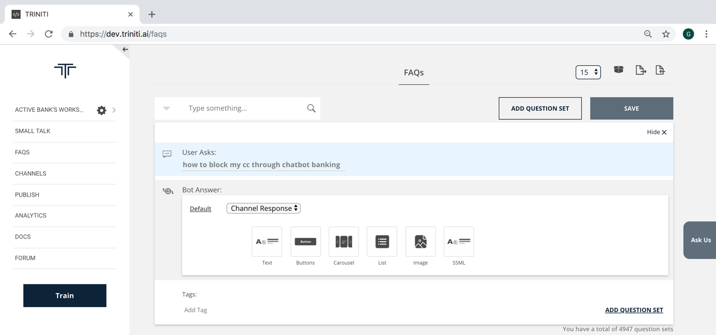 TRINITI
https://dev.triniti.ai/faqs
G
FAQs
15
ACTIVE BANK'S WORKS...
SMALL TALK
FAQS
CHANNELS
PUBLISH
ANALYTICS
DOCS
FORUM
Train
Type something...
ADD QUESTION SET
SAVE
Hide
User Asks:
how to block my cc through chatbot banking
Bot Answer:
Default
Channel Response
Text
Button
Buttons
Carousel
List
Image
SSML
Ask Us
Tags:
Add Tag
ADD QUESTION SET
You have a total of 4947 question sets